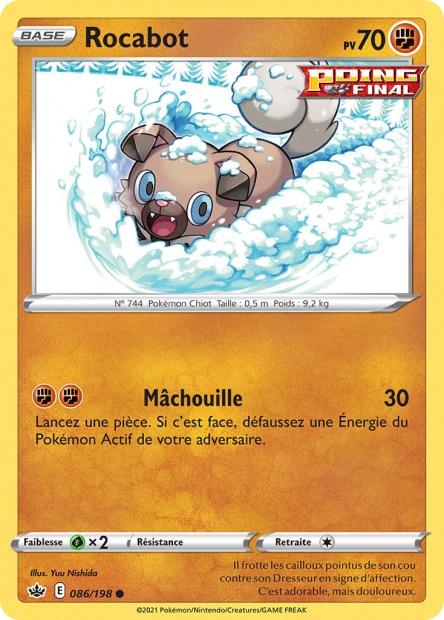 BASE Rocabot PV70
POING
FINAL
Nº 744 Pokémon Chiot Taille : 0,5 m Poids : 9,2 kg
Mâchouille 30
Lancez une pièce. Si c'est face, défaussez une Énergie du
Pokémon Actif de votre adversaire.
Faiblesse ×2 Résistance Retraite
Illus. Yuu Nishida
E 086/198
Il frotte les cailloux pointus de son cou
contre son Dresseur en signe d'affection.
C'est adorable, mais douloureux.
©2021 Pokémon/Nintendo/Creatures/GAME FREAK